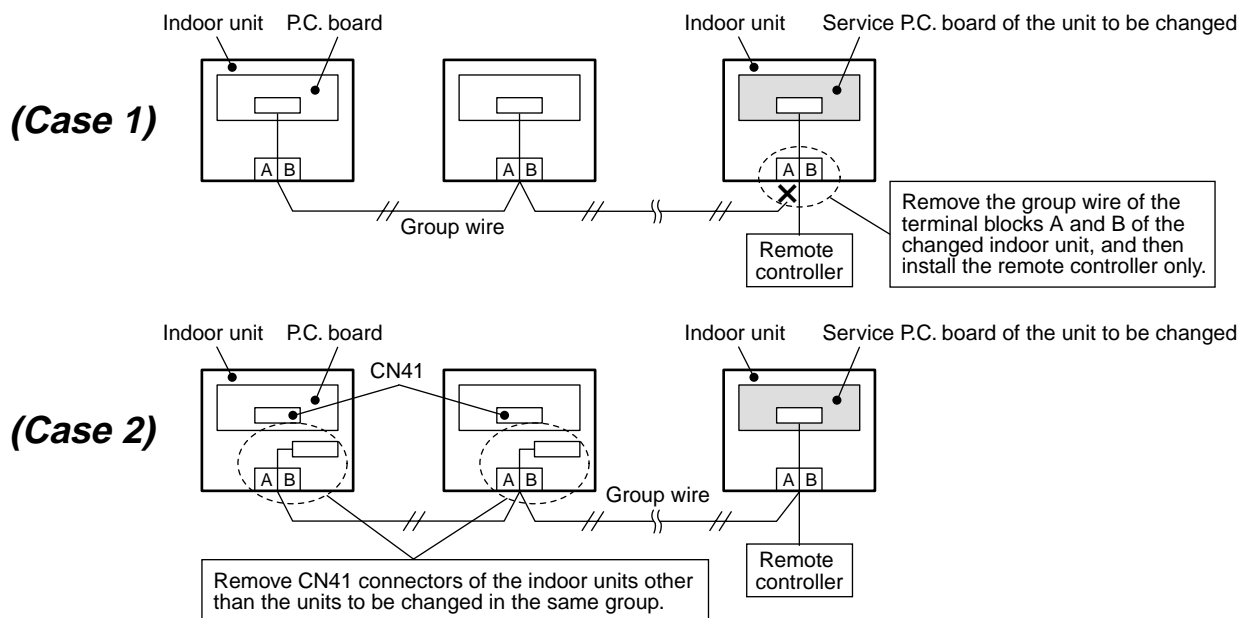 Indoor unit P.C. board
Indoor unit Service P.C. board of the unit to be changed
(Case 1)
A B
A B
A B
Group wire
Remote
controller
Remove the group wire of the
terminal blocks A and B of the
changed indoor unit, and then
install the remote controller only.
Indoor unit P.C. board
Indoor unit Service P.C. board of the unit to be changed
CN41
(Case 2)
A B
A B
A B
Group wire
Remote
controller
Remove CN41 connectors of the indoor units other
than the units to be changed in the same group.